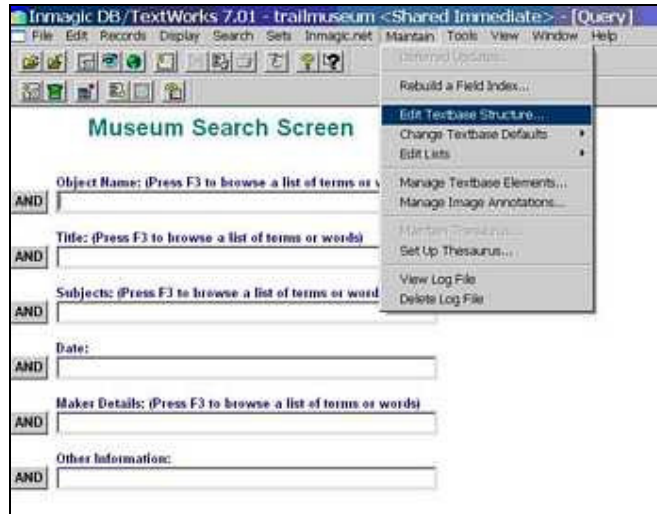 Inmagic DB/TextWorks 7.01 - trailmuseum <Shared Immediate> - [Query]
File Edit Records Display Search Sets Inmagic.net Maintain Tools View Window Help
Deferred Updates...
Rebuild a Field Index...
Edit Textbase Structure...
Change Textbase Defaults
Edit Lists
Manage Textbase Elements...
Manage Image Annotations...
Maintain Thesaurus...
Set Up Thesaurus...
View Log File
Delete Log File
Museum Search Screen
Object Name: (Press F3 to browse a list of terms or
AND
Title: (Press F3 to browse a list of terms or words)
AND
Subjects: (Press F3 to browse a list of terms or word
AND
Date:
AND
Maker Details: (Press F3 to browse a list of terms or words)
AND
Other Information:
AND